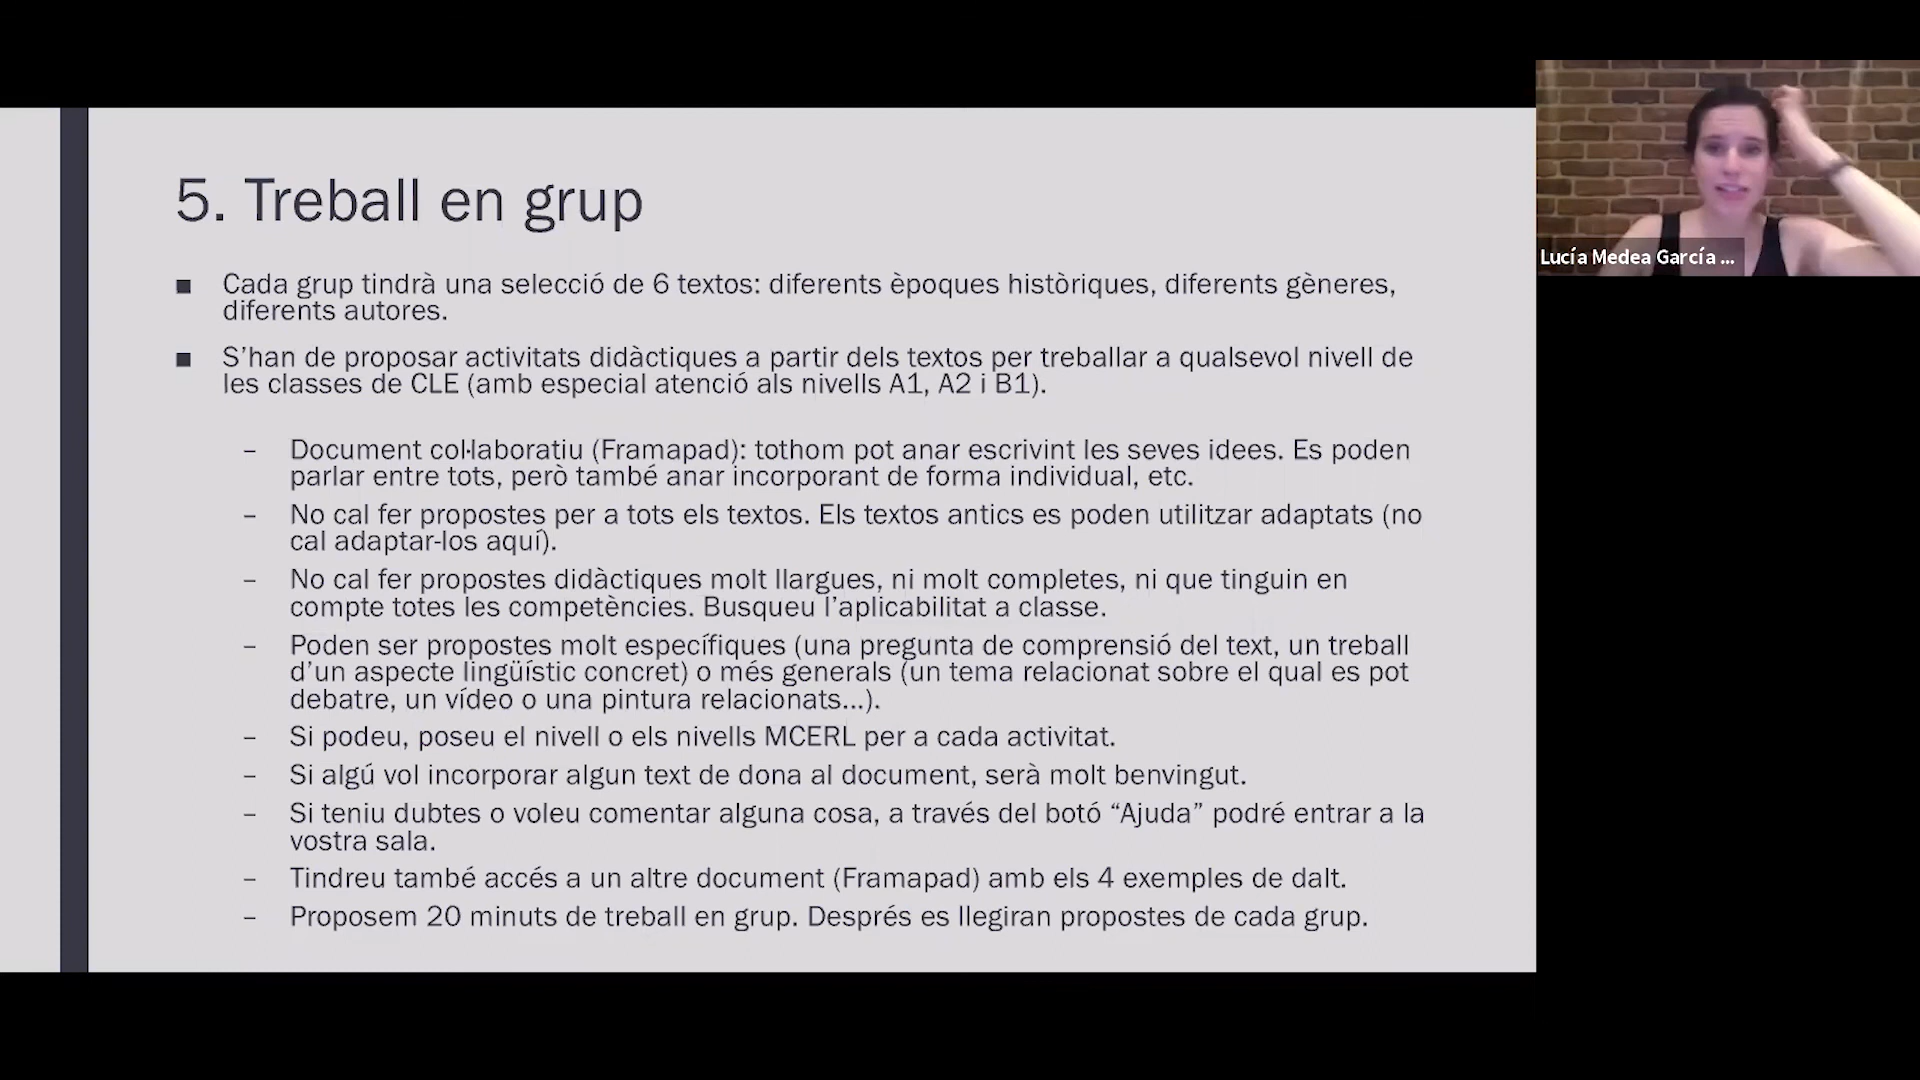 5. Treball en grup
■ Cada grup tindrà una selecció de 6 textos: diferents èpoques històriques, diferents gèneres,
diferents autores.
■ S’han de proposar activitats didàctiques a partir dels textos per treballar a qualsevol nivell de
les classes de CLE (amb especial atenció als nivells A1, A2 i B1).
– Document col·laboratiu (Framapad): tothom pot anar escrivint les seves idees. Es poden
parlar entre tots, però també anar incorporant de forma individual, etc.
– No cal fer propostes per a tots els textos. Els textos antics es poden utilitzar adaptats (no
cal adaptar-los aquí).
– No cal fer propostes didàctiques molt llargues, ni molt completes, ni que tinguin en
compte totes les competències. Busqueu l’aplicabilitat a classe.
– Poden ser propostes molt específiques (una pregunta de comprensió del text, un treball
d’un aspecte lingüístic concret) o més generals (un tema relacionat sobre el qual es pot
debatre, un vídeo o una pintura relacionats...).
– Si podeu, poseu el nivell o els nivells MCERL per a cada activitat.
– Si algú vol incorporar algun text de dona al document, serà molt benvingut.
– Si teniu dubtes o voleu comentar alguna cosa, a través del botó “Ajuda” podré entrar a la
vostra sala.
– Tindreu també accés a un altre document (Framapad) amb els 4 exemples de dalt.
– Proposem 20 minuts de treball en grup. Després es llegiran propostes de cada grup.
Lucía Medea García ...